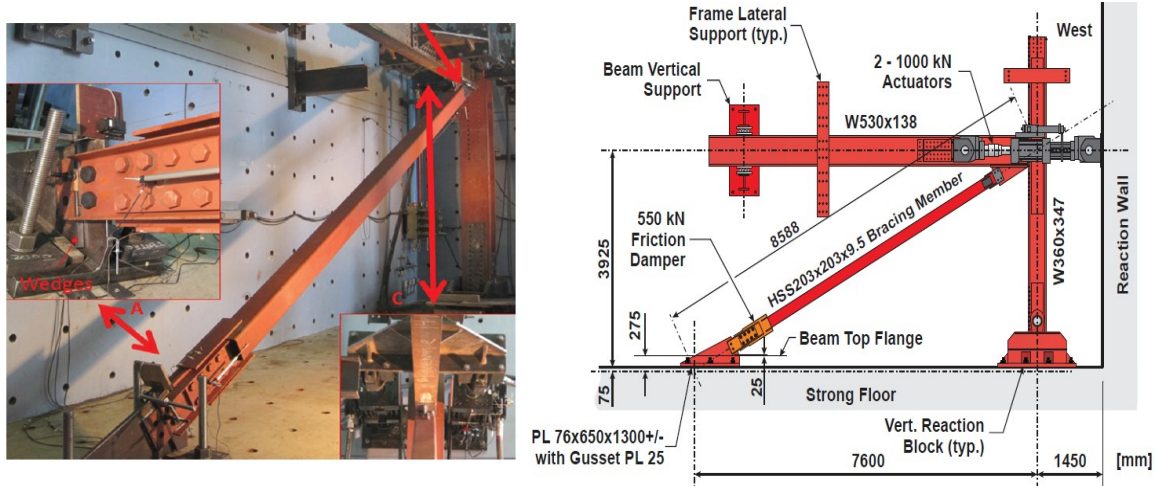 Wedges
A
C
Frame Lateral
Support (typ.)
West
Beam Vertical
Support
2 - 1000 kN
Actuators
W530x138
550 kN
Friction
Damper
8588
HSS203x203x9.5 Bracing Member
W360x347
Reaction Wall
3925
275
75
25
Beam Top Flange
Strong Floor
PL 76x650x1300+/-
with Gusset PL 25
Vert. Reaction
Block (typ.)
7600
1450
[mm]